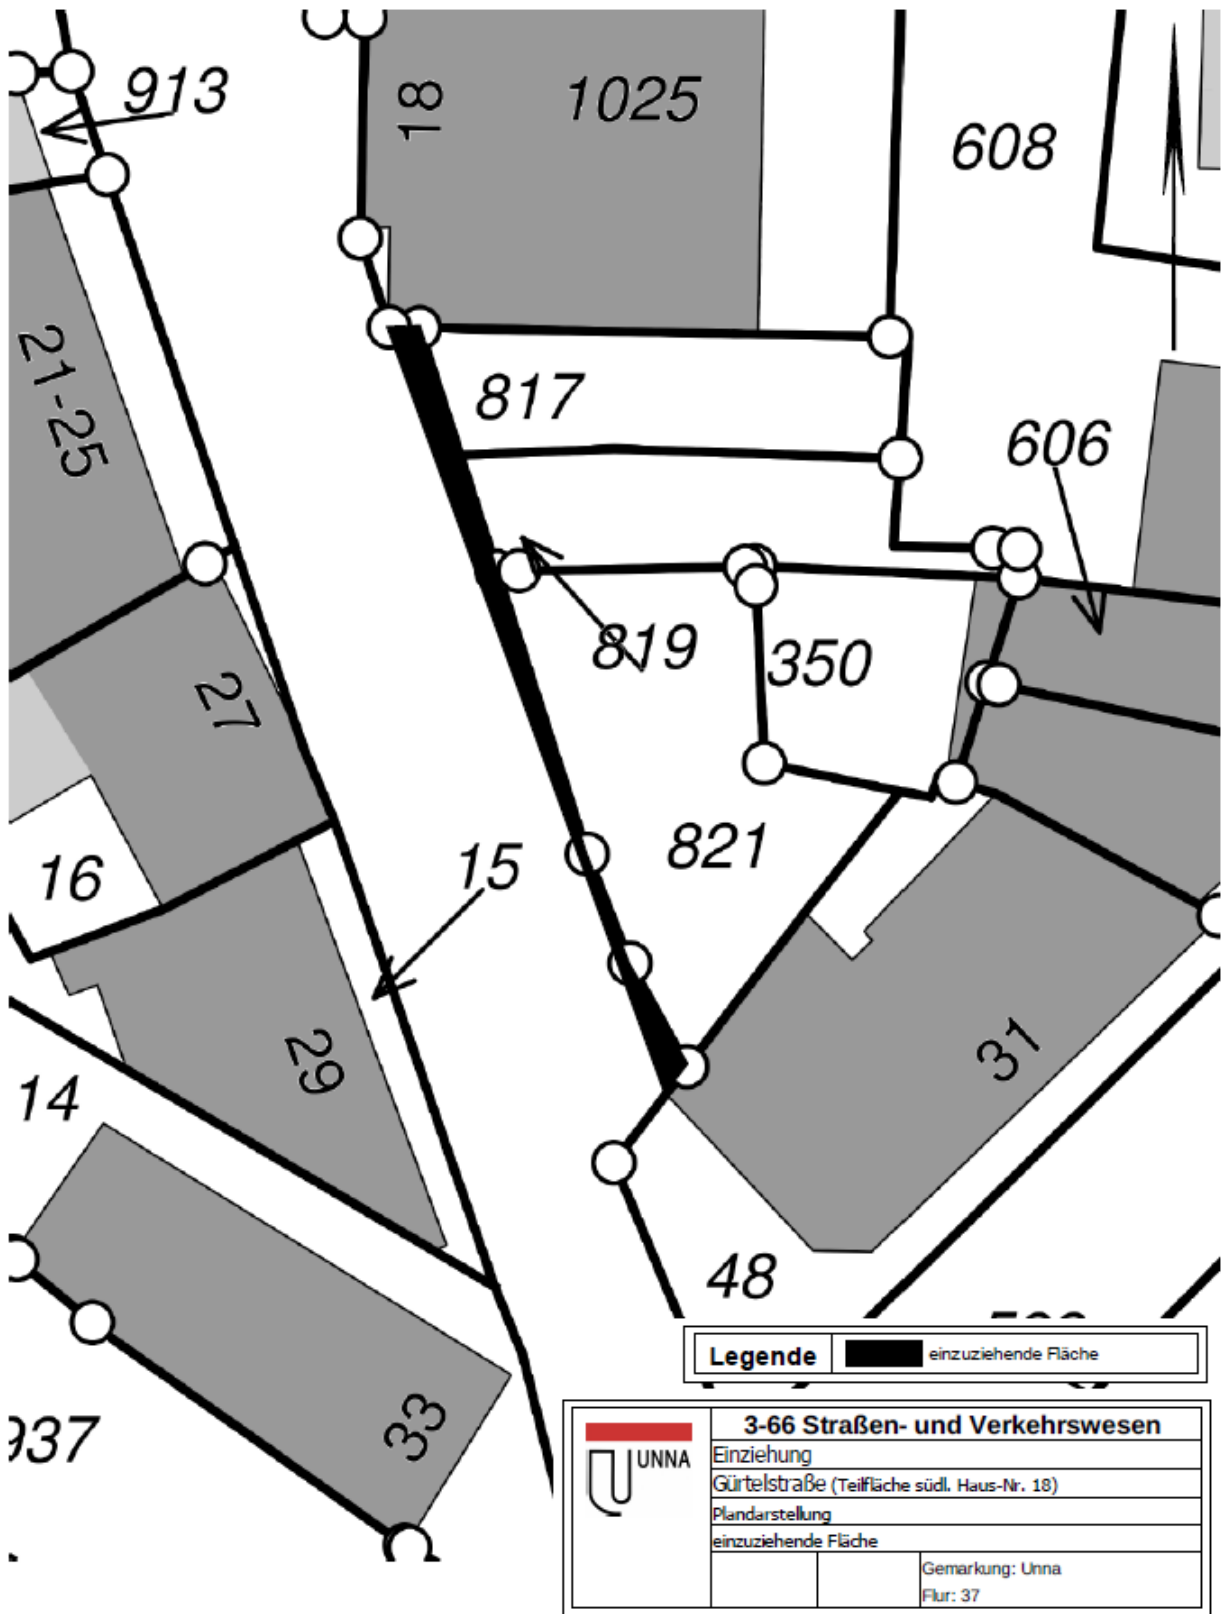 913
18
1025
608
21-25
817
606
819
350
27
821
15
16
31
29
14
48
Legende einzuziehende Fläche
33
937
UNNA
3-66 Straßen- und Verkehrswesen
Einziehung
Gürtelstraße (Teilfläche südl. Haus-Nr. 18)
Plandarstellung
einzuziehende Fläche
Gemarkung: Unna
Flur: 37